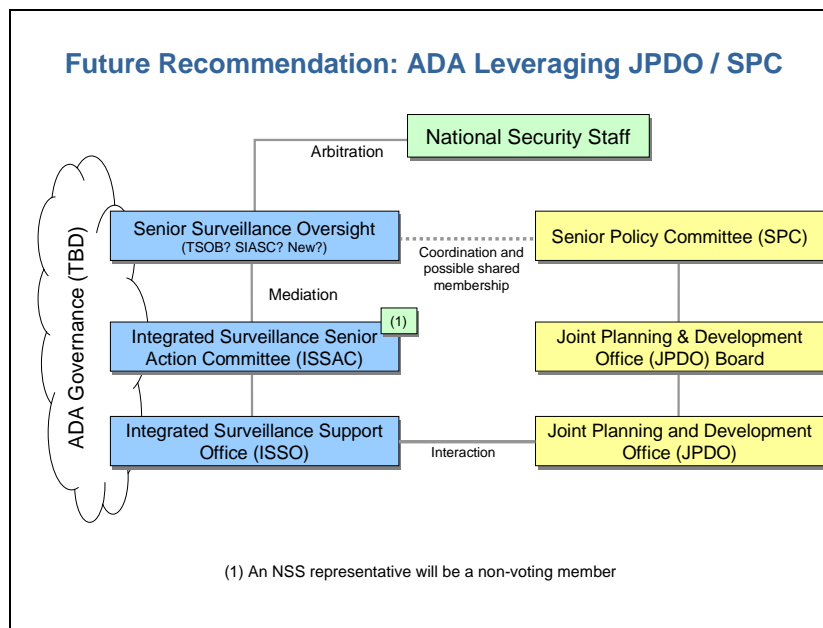 Future Recommendation: ADA Leveraging JPDO / SPC
National Security Staff
Arbitration
ADA Governance (TBD)
Senior Surveillance Oversight
(TSOB? SIASC? New?)
Senior Policy Committee (SPC)
Coordination and
possible shared
membership
Mediation
(1)
Integrated Surveillance Senior
Action Committee (ISSAC)
Joint Planning & Development
Office (JPDO) Board
Integrated Surveillance Support
Office (ISSO)
Interaction
Joint Planning and Development
Office (JPDO)
(1) An NSS representative will be a non-voting member